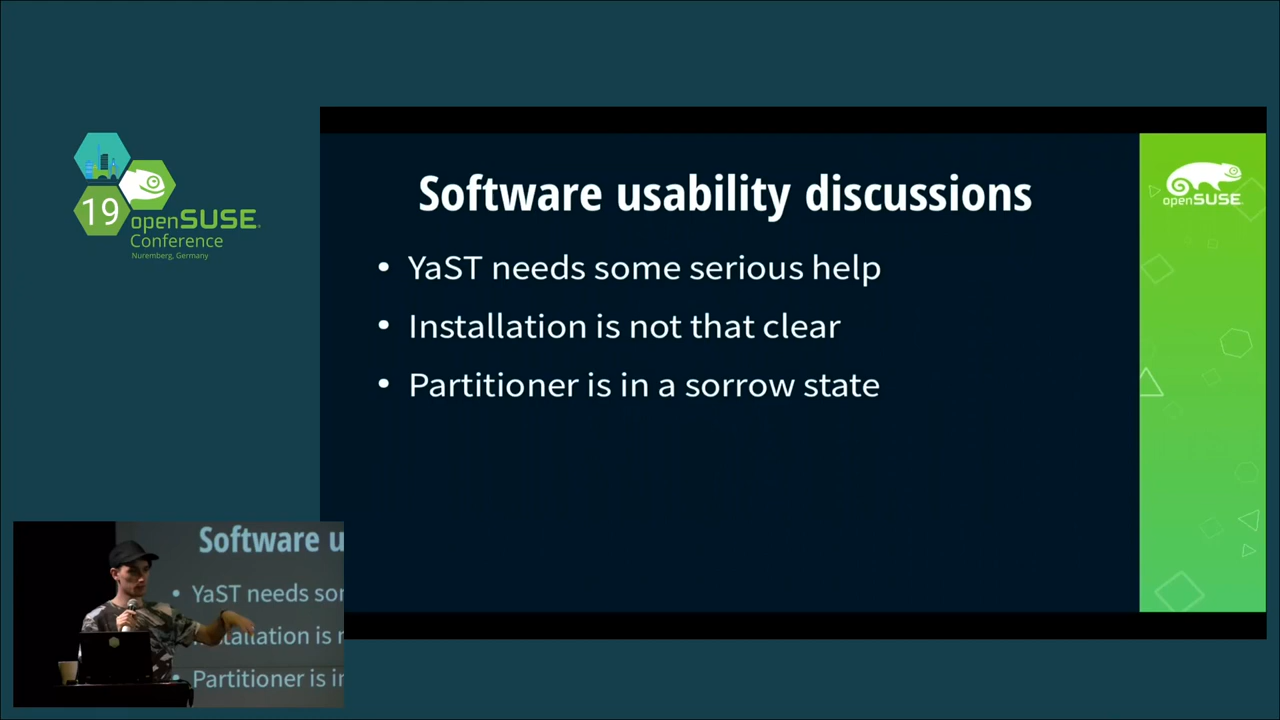 19
openSUSE
Conference
Nuremberg, Germany
Software usability discussions
• YaST needs some serious help
• Installation is not that clear
• Partitioner is in a sorrow state
openSUSE
Software u
• YaST needs sor
tallation is r
• Partitioner is ir